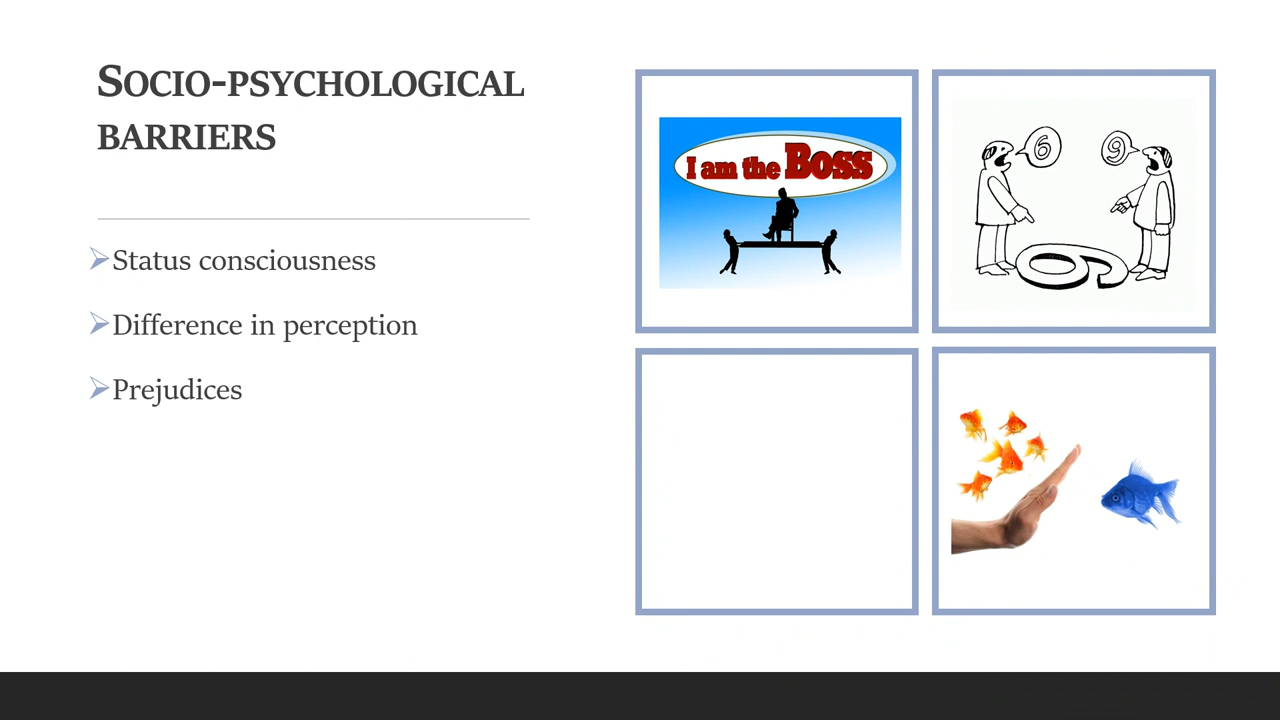 SOCIO-PSYCHOLOGICAL
BARRIERS
Status consciousness
Difference in perception
Prejudices
I am the Boss
6
9